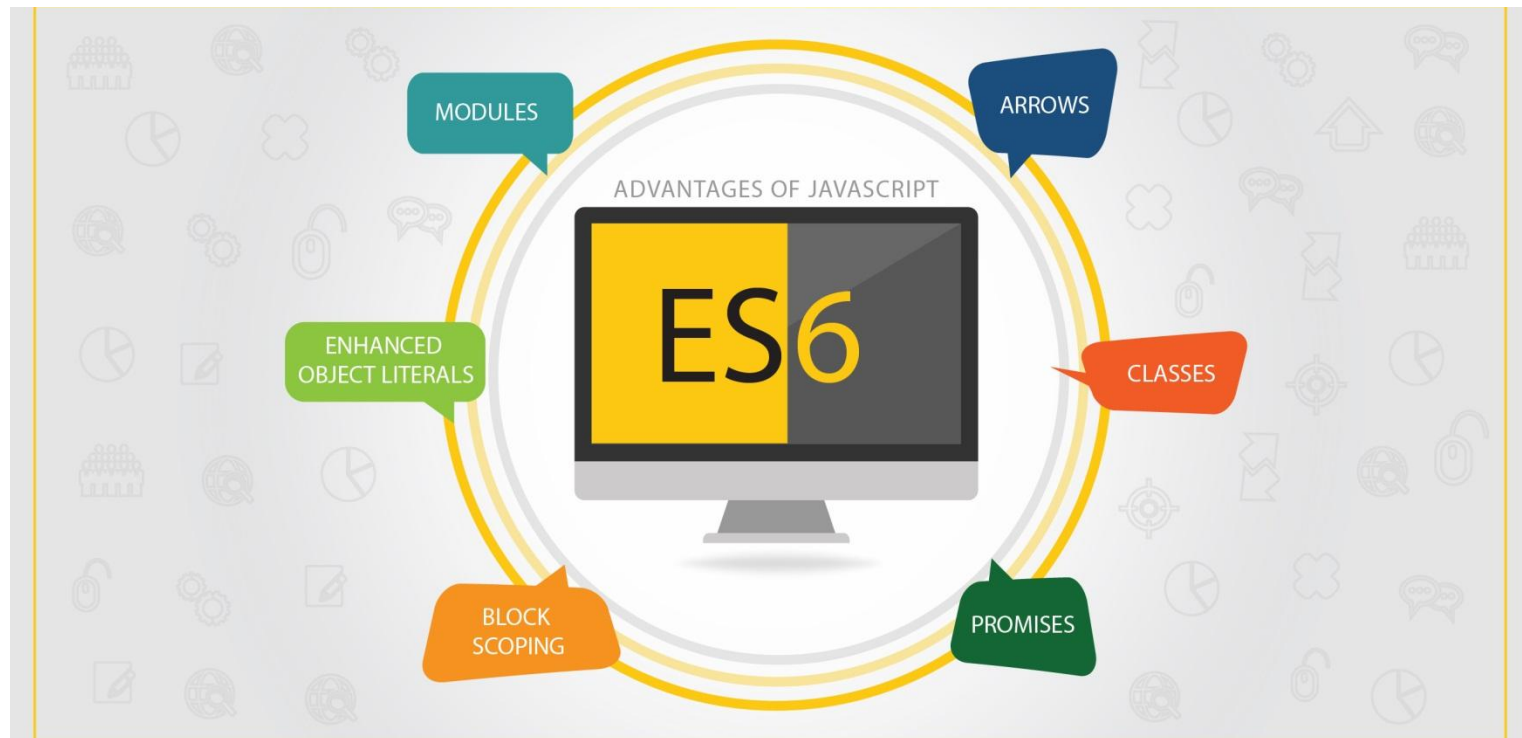 MODULES
ARROWS
ADVANTAGES OF JAVASCRIPT
ES6
ENHANCED
OBJECT LITERALS
CLASSES
BLOCK
SCOPING
PROMISES